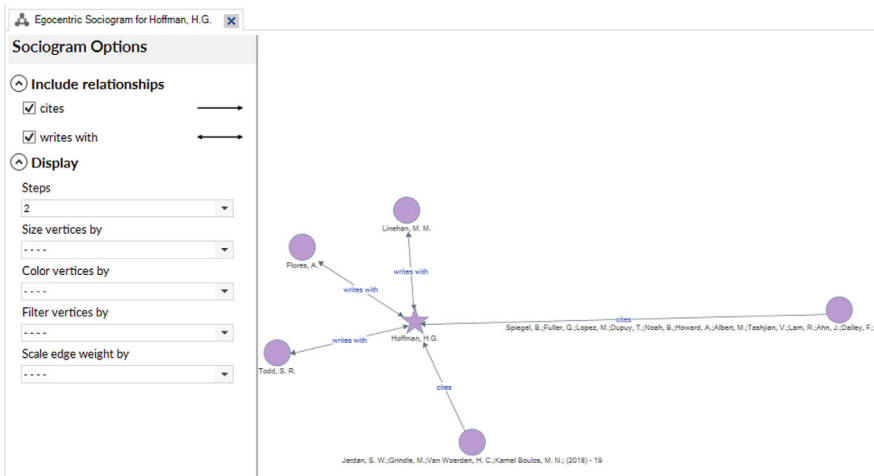 Egocentric Sociogram for Hoffman, H.G.
Sociogram Options
Include relationships
cites
writes with
Display
Steps
2
Size vertices by
- - - -
Color vertices by
- - - -
Filter vertices by
- - - -
Scale edge weight by
- - - -
Linehan, M. M.
Flores, A.
writes with
writes with
cites
Spiegel, B.;Fuller, G.;Lopez, M.;Dupuy, T.;Noah, B.;Howard, A.;Albert, M.;Tashjian, V.;Lam, R.;Ahn, J.;Dailey, F.;
Hoffman, H.G.
writes with
Todd, S. R.
cites
Jerdan, S. W.;Grindle, M.;Van Woerden, H. C.;Kamel Boulos, M. N.; (2018) - 19